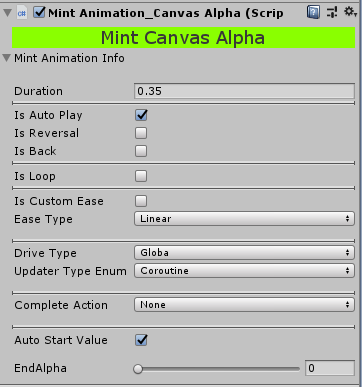 Mint Animation_Canvas Alpha (Scrip
Mint Canvas Alpha
Mint Animation Info
Duration 0.35
Is Auto Play
Is Reversal
Is Back
Is Loop
Is Custom Ease
Ease Type Linear
Drive Type Globa
Updater Type Enum Coroutine
Complete Action None
Auto Start Value
EndAlpha 0